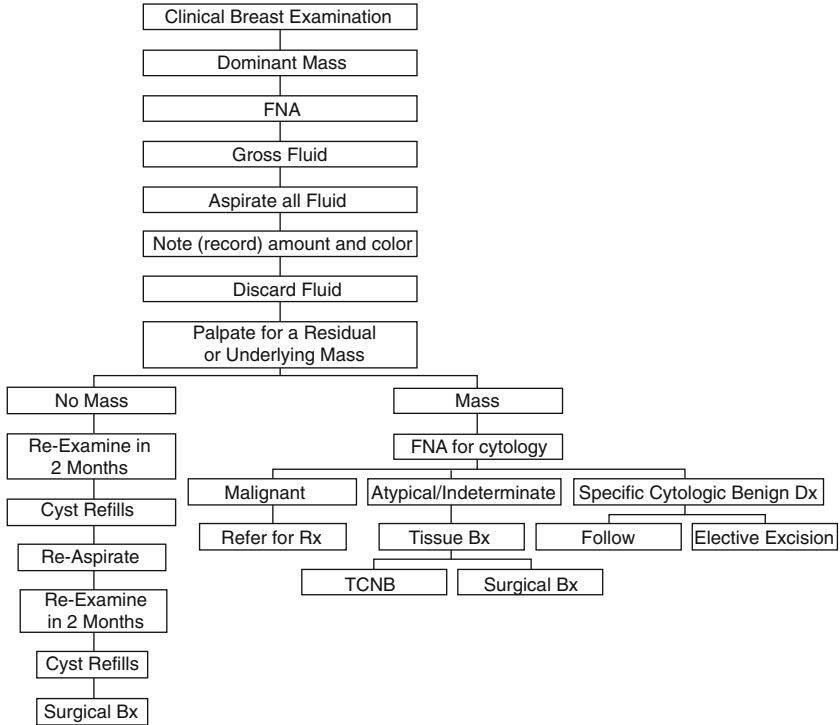 Clinical Breast Examination
Dominant Mass
FNA
Gross Fluid
Aspirate all Fluid
Note (record) amount and color
Discard Fluid
Palpate for a Residual
or Underlying Mass
No Mass
Re-Examine in
2 Months
Cyst Refills
Re-Aspirate
Re-Examine
in 2 Months
Cyst Refills
Surgical Bx
Mass
FNA for cytology
Malignant
Refer for Rx
Atypical/Indeterminate
Tissue Bx
TCNB
Surgical Bx
Specific Cytologic Benign Dx
Follow
Elective Excision